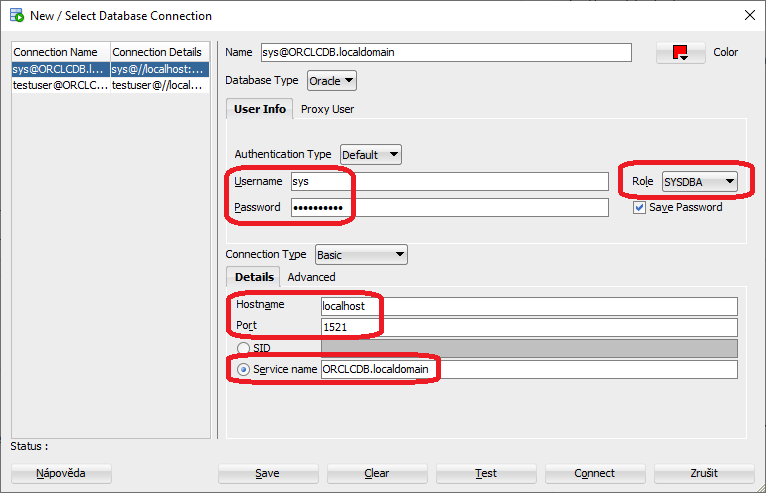 New / Select Database Connection
Connection Name Connection Details
sys@ORCLCDB.l... sys@//localhost:...
testuser@ORCLC... testuser@//local...
Name sys@ORCLCDB.localdomain Color
Database Type Oracle
User Info Proxy User
Authentication Type Default
Username sys Role SYSDBA
Password •••••••••• Save Password
Connection Type Basic
Details Advanced
Hostname localhost
Port 1521
SID
Service name ORCLCDB.localdomain
Status :
Nápověda Save Clear Test Connect Zrušit